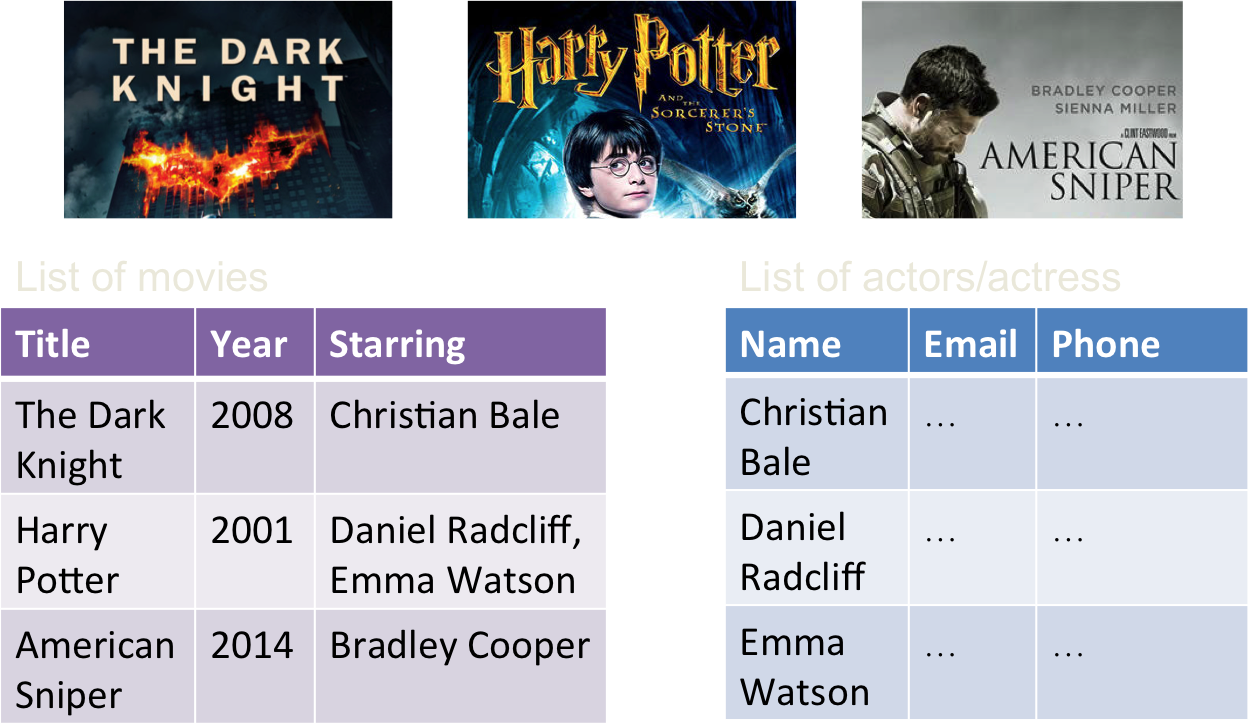 THE DARK
KNIGHT
Harry Potter
AND THE
SORCERER'S
STONE
BRADLEY COOPER
SIENNA MILLER
A CLINT EASTWOOD FILM
AMERICAN
SNIPER
List of movies
Title Year Starring
The Dark 2008 Christian Bale
Knight
Harry 2001 Daniel Radcliff,
Potter Emma Watson
American 2014 Bradley Cooper
Sniper
List of actors/actress
Name Email Phone
Christian ... ...
Bale
Daniel ... ...
Radcliff
Emma ... ...
Watson